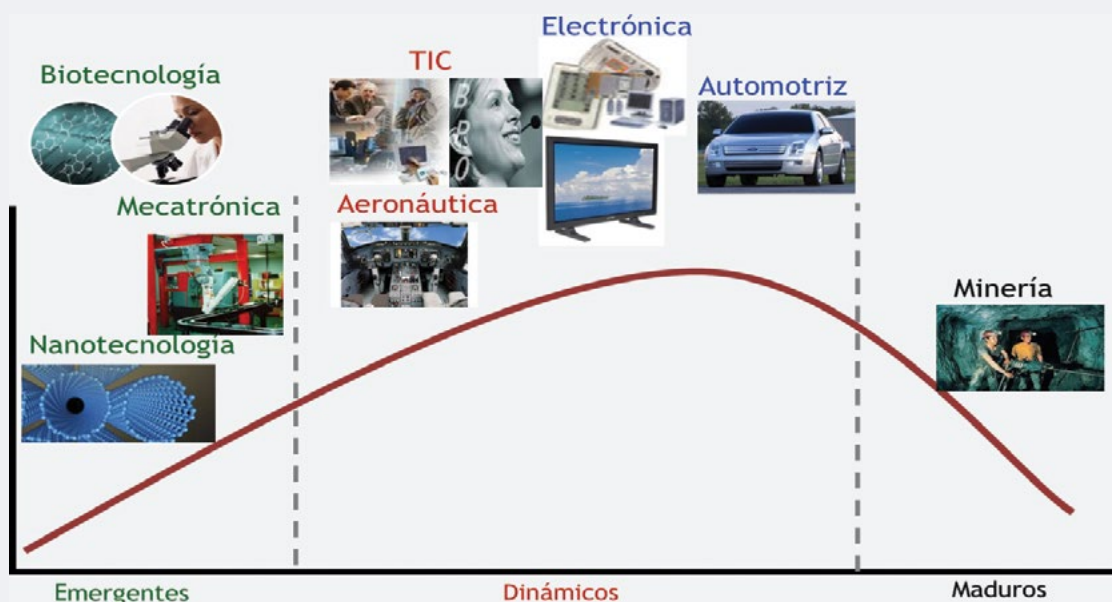 Electrónica
TIC
Biotecnología
Automotriz
Mecatrónica
Aeronáutica
Minería
Nanotecnología
Emergentes
Dinámicos
Maduros